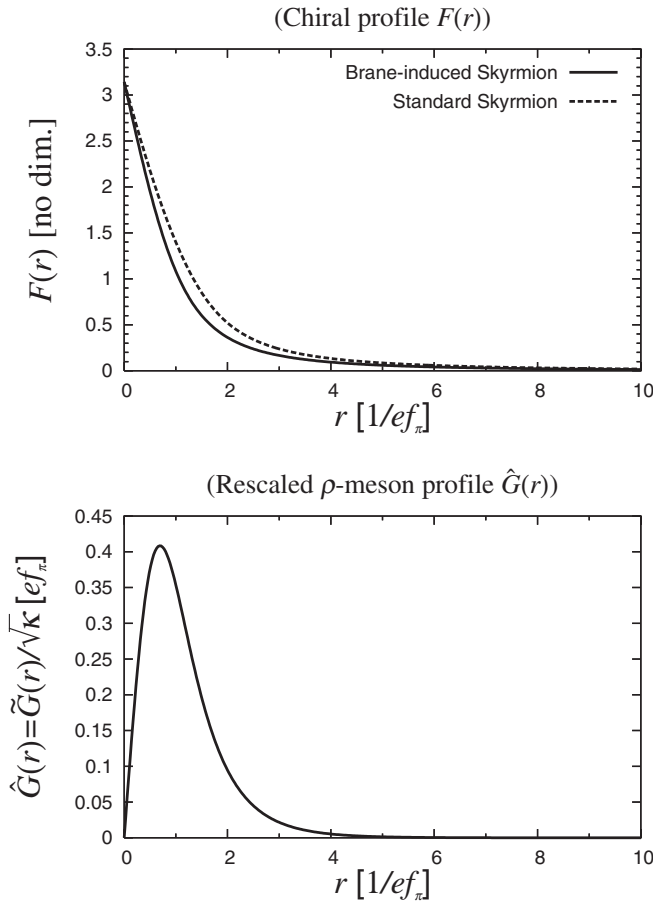 (Chiral profile F(r))
3.5
3
2.5
2
1.5
1
0.5
0
F(r) [no dim.]
Brane-induced Skyrmion
Standard Skyrmion
0 2 4 6 8 10
r [1/efπ]
(Rescaled ρ-meson profile Ĝ(r))
0.45
0.4
0.35
0.3
0.25
0.2
0.15
0.1
0.05
0
Ĝ(r)=G̃(r)/√κ [efπ]
0 2 4 6 8 10
r [1/efπ]